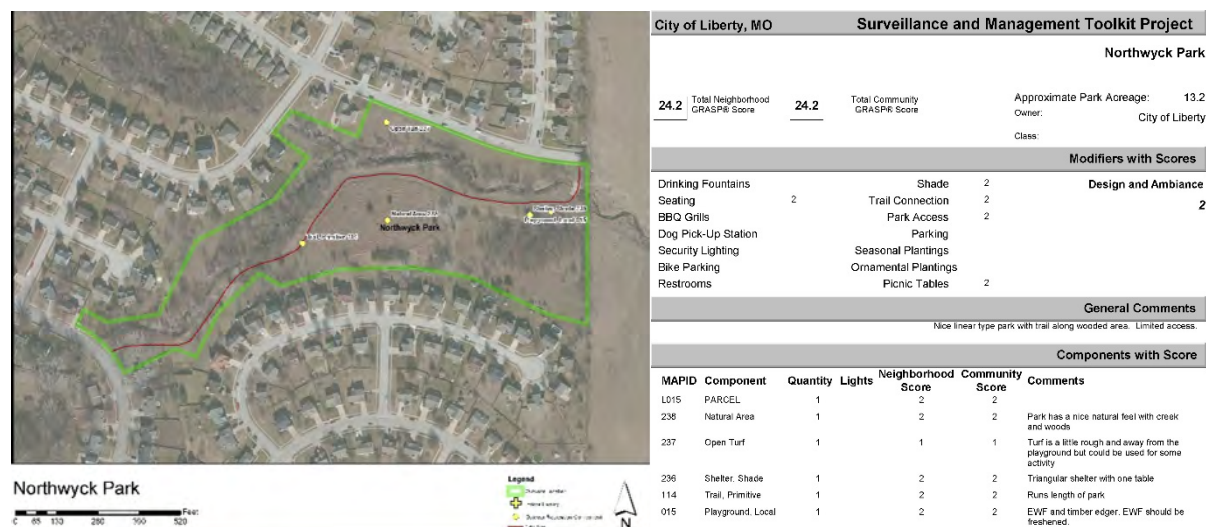 Northwyck Park
Northwyck Park
Feet
520
Legend
N
City of Liberty, MO Surveillance and Management Toolkit Project
Northwyck Park
24.2 Total Neighborhood GRASP® Score 24.2 Total Community GRASP® Score
Approximate Park Acreage: 13.2
Owner: City of Liberty
Class:
Modifiers with Scores
Drinking Fountains Shade 2 Design and Ambiance
Seating 2 Trail Connection 2 2
BBQ Grills Park Access 2
Dog Pick-Up Station Parking
Security Lighting Seasonal Plantings
Bike Parking Ornamental Plantings
Restrooms Picnic Tables 2
General Comments
Nice linear type park with trail along wooded area. Limited access.
Components with Score
MAPID Component Quantity Lights Neighborhood Score Community Score Comments
L015 PARCEL 1 2 2
238 Natural Area 1 2 2 Park has a nice natural feel with creek
and woods
237 Open Turf 1 1 1 Turf is a little rough and away from the
playground but could be used for some
activity
236 Shelter, Shade 1 2 2 Triangular shelter with one table
114 Trail, Primitive 1 2 2 Runs length of park
015 Playground, Local 1 2 2 EWF and timber edger. EWF should be
freshened.